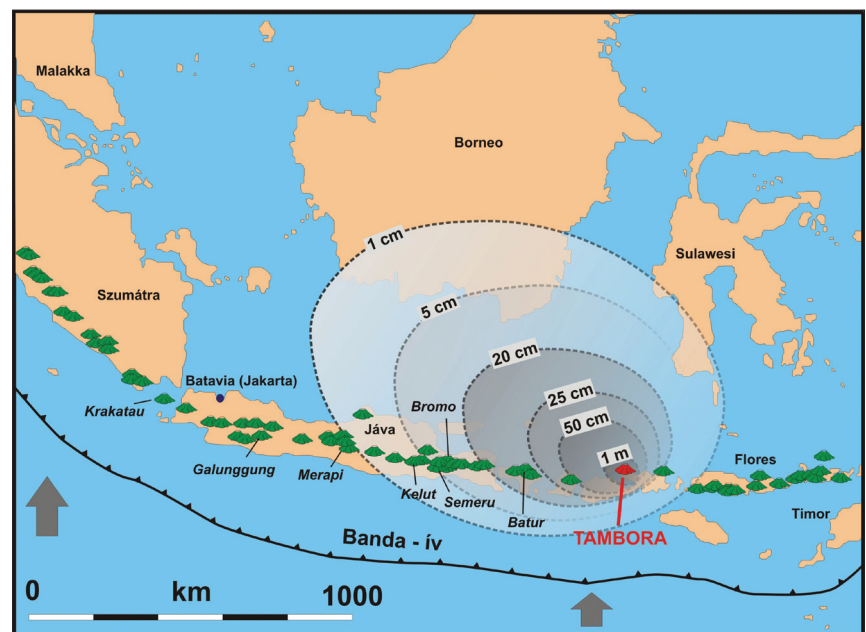 Malakka
Borneo
1 cm
Sulawesi
Szumátra
5 cm
20 cm
Batavia (Jakarta)
25 cm
Krakatau
Bromo
50 cm
Jáva
1 m
Flores
Galunggung
Merapi
Kelut
Semeru
Batur
Timor
TAMBORA
Banda - ív
0 km 1000